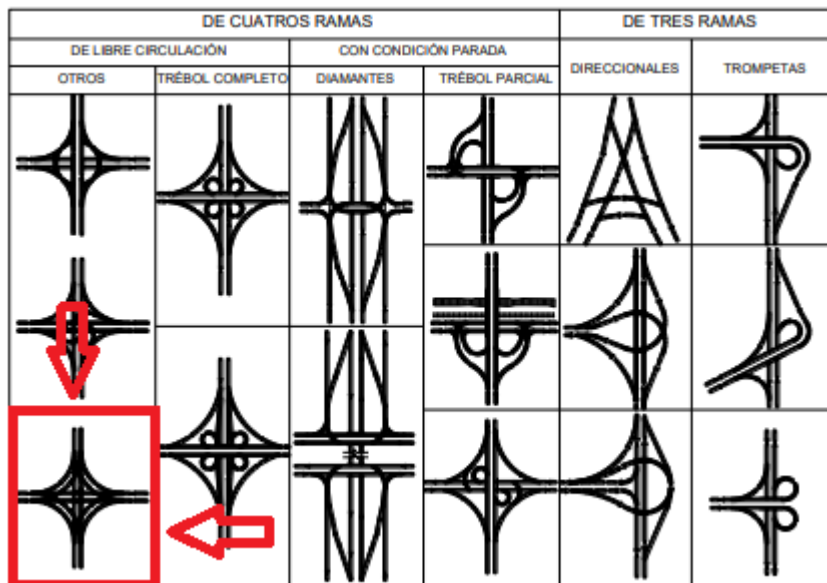 DE CUATROS RAMAS
DE TRES RAMAS
DE LIBRE CIRCULACIÓN
CON CONDICIÓN PARADA
DIRECCIONALES
TROMPETAS
OTROS
TRÉBOL COMPLETO
DIAMANTES
TRÉBOL PARCIAL